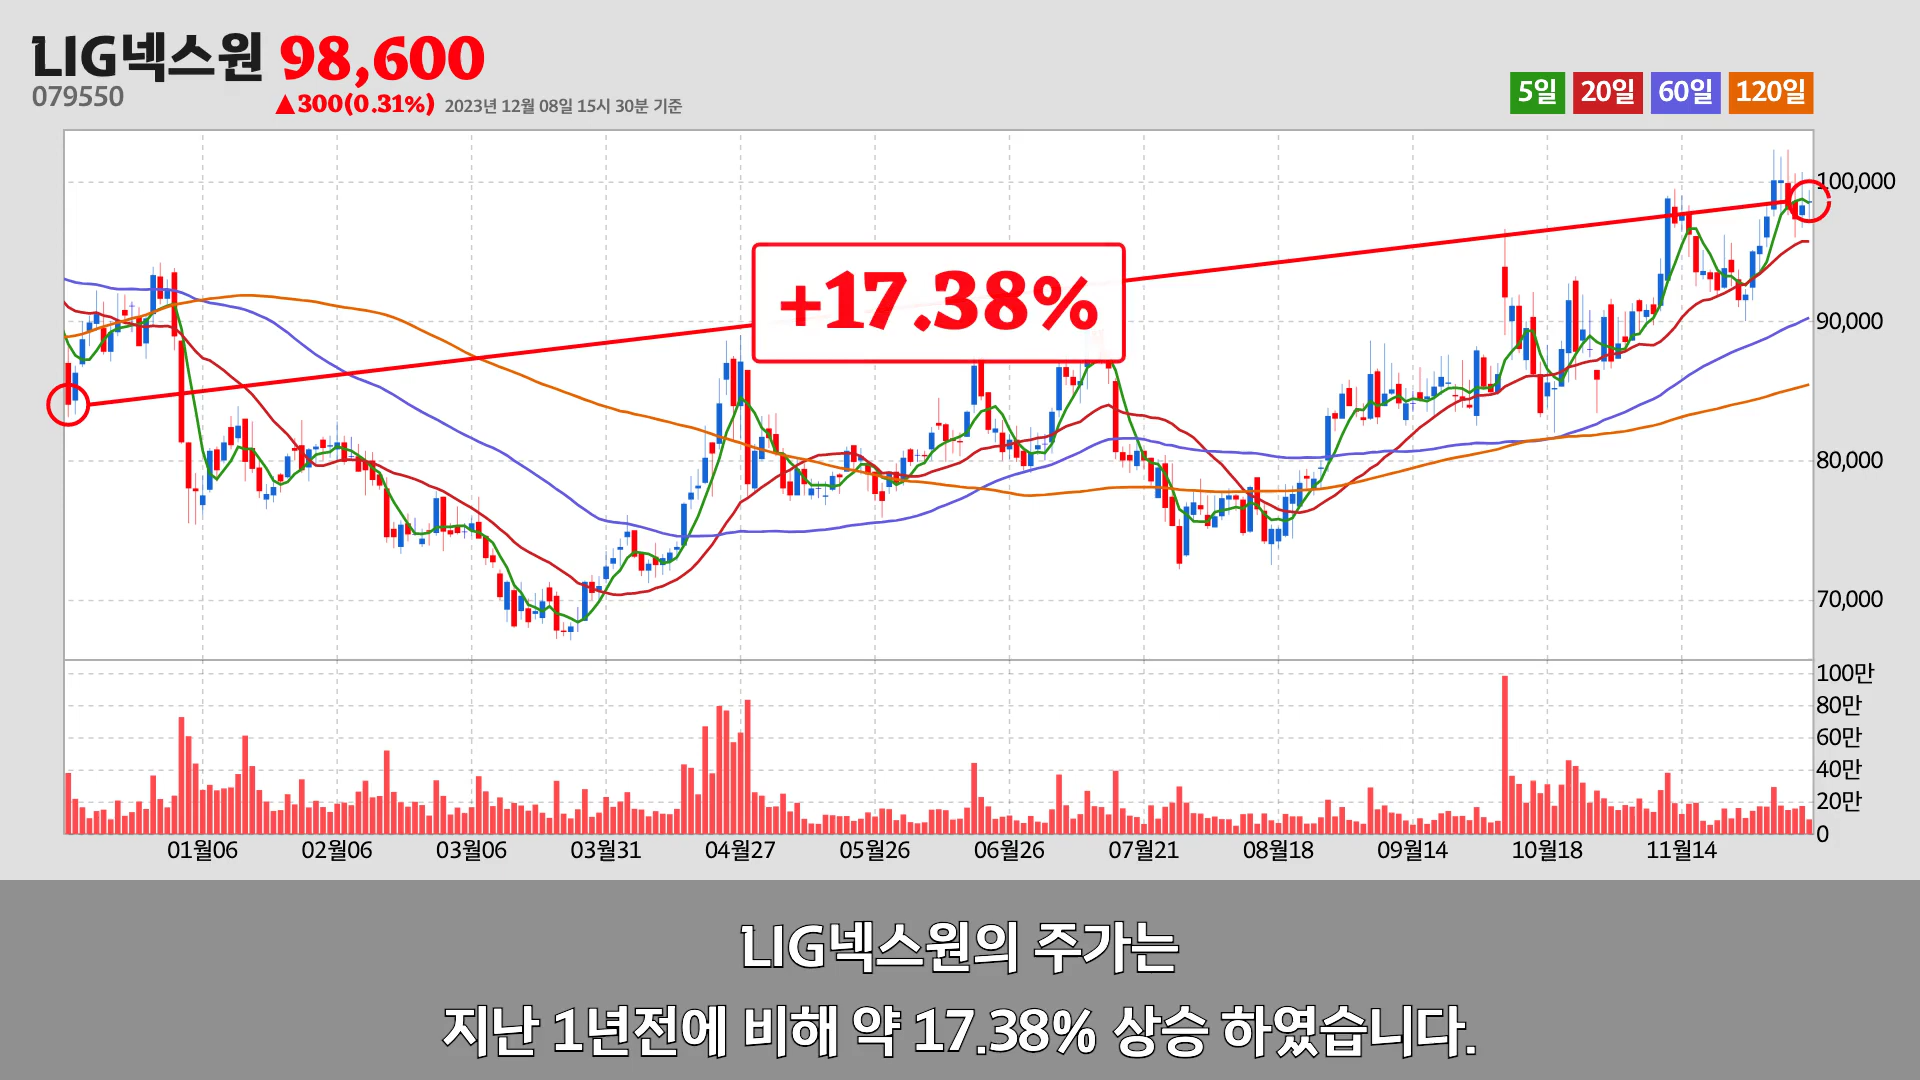 LIG넥스원 98,600
079550
▲300(0.31%) 2023년 12월 08일 15시 30분 기준
5일 20일 60일 120일
+17.38%
100,000
90,000
80,000
70,000
100만
80만
60만
40만
20만
0
01월06 02월06 03월06 03월31 04월27 05월26 06월26 07월21 08월18 09월14 10월18 11월14
LIG넥스원의 주가는
지난 1년전에 비해 약 17.38% 상승 하였습니다.